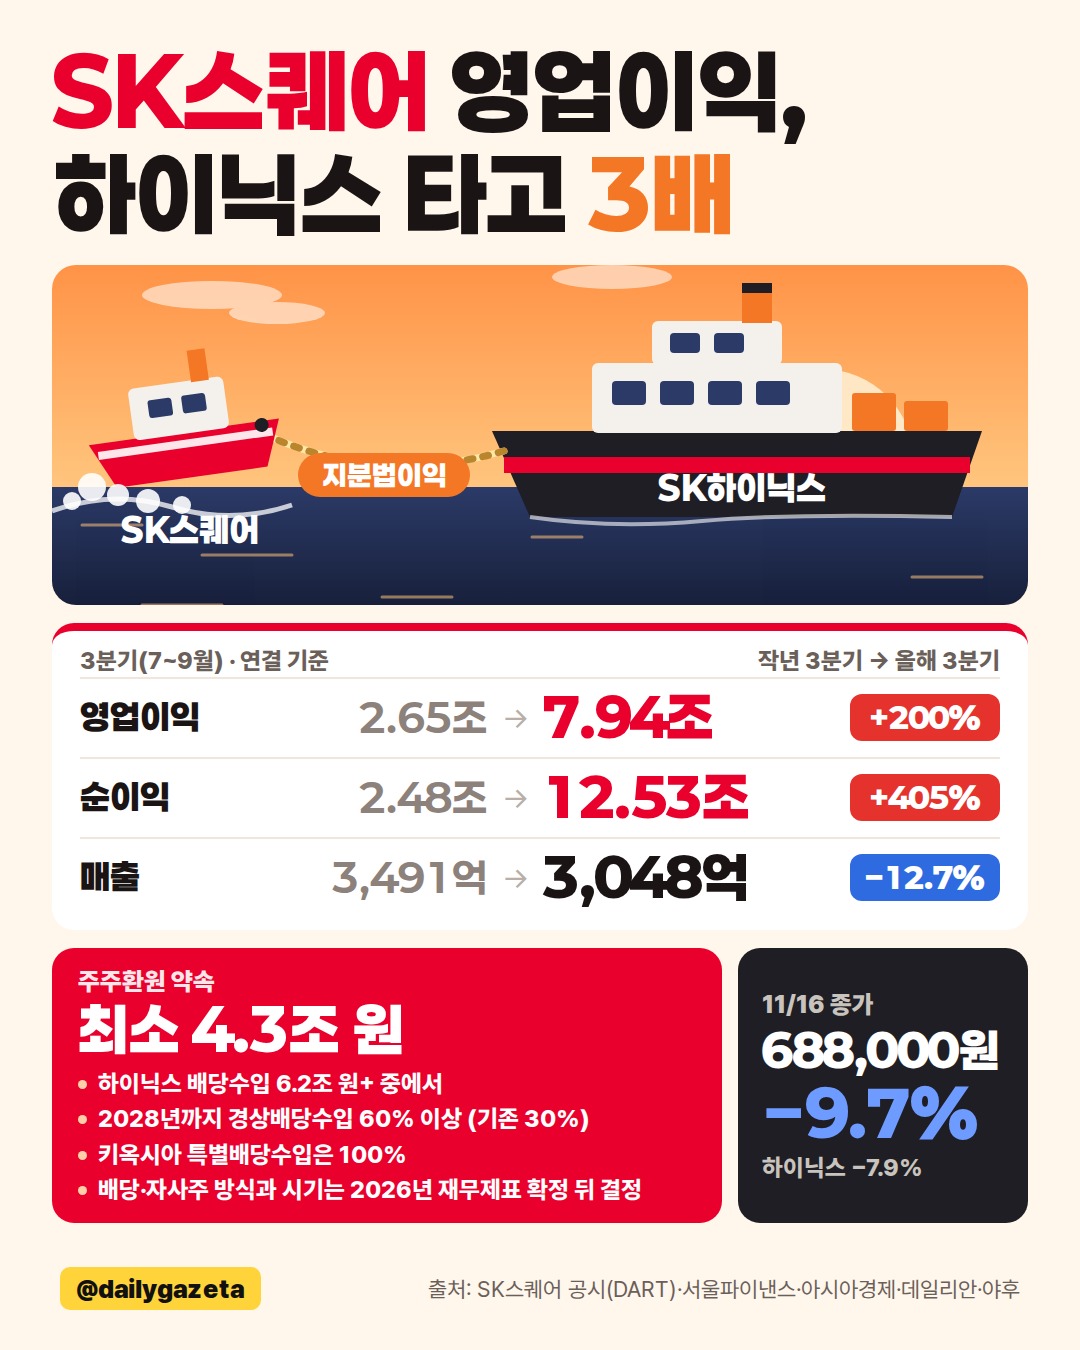 SK스퀘어 영업이익,
하이닉스 타고 3배
지분법이익
SK하이닉스
SK스퀘어
3분기(7~9월) · 연결 기준
작년 3분기 → 올해 3분기
영업이익 2.65조 → 7.94조 +200%
순이익 2.48조 → 12.53조 +405%
매출 3,491억 → 3,048억 −12.7%
주주환원 약속
최소 4.3조 원
• 하이닉스 배당수입 6.2조 원+ 중에서
• 2028년까지 경상배당수입 60% 이상 (기존 30%)
• 키옥시아 특별배당수입은 100%
• 배당·자사주 방식과 시기는 2026년 재무제표 확정 뒤 결정
11/16 종가
688,000원
−9.7%
하이닉스 −7.9%
@dailygazeta
출처: SK스퀘어 공시(DART)·서울파이낸스·아시아경제·데일리안·야후